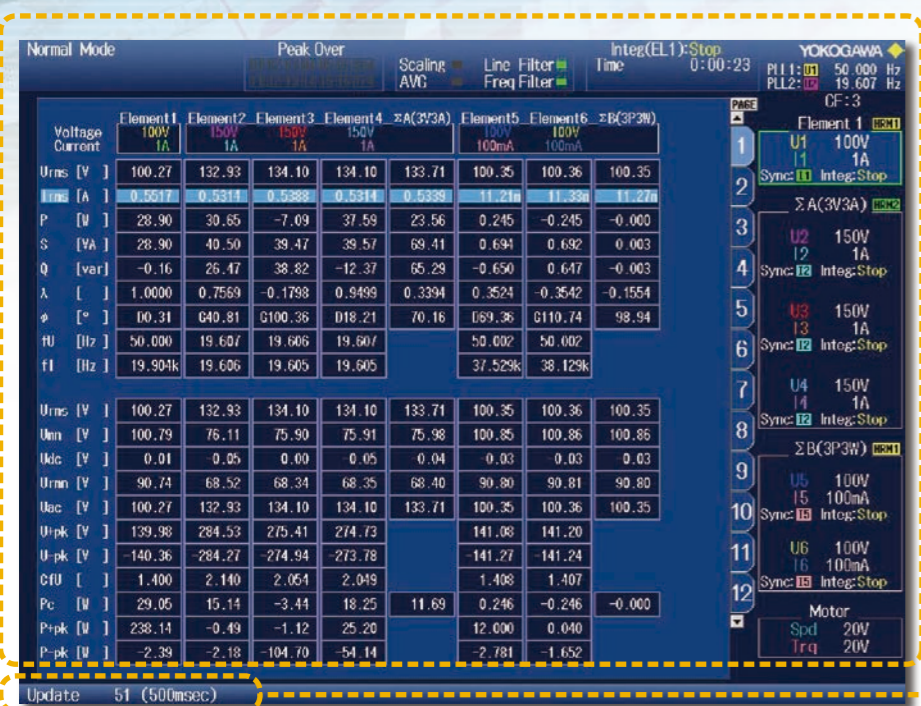 Normal Mode Peak Over Integ(EL1):Stop YOKOGAWA
Scaling Line Filter Time 0:00:23 PLL1:U1 50.000 Hz
AVG Freq Filter PLL2:I2 19.607 Hz
PAGE CF:3
Element1 Element2 Element3 Element4 ΣA(3V3A) Element5 Element6 ΣB(3P3W)
Voltage 100V 150V 150V 150V 100V 100V
Current 1A 1A 1A 1A 100mA 100mA
Urms [V ] 100.27 132.93 134.10 134.10 133.71 100.35 100.36 100.35
Irms [A ] 0.5517 0.5314 0.5388 0.5314 0.5339 11.21m 11.33m 11.27m
P [W ] 28.90 30.65 -7.09 37.59 23.56 0.245 -0.245 -0.000
S [VA ] 28.90 40.50 39.47 39.57 69.41 0.694 0.692 0.003
Q [var] -0.16 26.47 38.82 -12.37 65.29 -0.650 0.647 -0.003
λ [ ] 1.0000 0.7569 -0.1798 0.9499 0.3394 0.3524 -0.3542 -0.1554
φ [° ] D0.31 G40.81 G100.36 D18.21 70.16 D69.36 G110.74 98.94
fU [Hz ] 50.000 19.607 19.606 19.607 50.002 50.002
fI [Hz ] 19.904k 19.606 19.605 19.605 37.529k 38.129k
Urms [V ] 100.27 132.93 134.10 134.10 133.71 100.35 100.36 100.35
Umn [V ] 100.79 76.11 75.90 75.91 75.98 100.85 100.86 100.86
Udc [V ] 0.01 -0.05 0.00 -0.05 -0.04 -0.03 -0.03 -0.03
Urmn [V ] 90.74 68.52 68.34 68.35 68.40 90.80 90.81 90.80
Uac [V ] 100.27 132.93 134.10 134.10 133.71 100.35 100.36 100.35
U+pk [V ] 139.98 284.53 275.41 274.73 141.08 141.20
U-pk [V ] -140.36 -284.27 -274.94 -273.78 -141.27 -141.24
CfU [ ] 1.400 2.140 2.054 2.049 1.408 1.407
Pc [W ] 29.05 15.14 -3.44 18.25 11.69 0.246 -0.246 -0.000
P+pk [W ] 238.14 -0.49 -1.12 25.20 12.000 0.040
P-pk [W ] -2.39 -2.18 -104.70 -54.14 -2.781 -1.652
1
2
3
4
5
6
7
8
9
10
11
12
Element 1 HRM1
U1 100V
I1 1A
Sync:I1 Integ:Stop
ΣA(3V3A) HRM2
U2 150V
I2 1A
Sync:I2 Integ:Stop
U3 150V
I3 1A
Sync:I2 Integ:Stop
U4 150V
I4 1A
Sync:I2 Integ:Stop
ΣB(3P3W) HRM1
U5 100V
I5 100mA
Sync:I5 Integ:Stop
U6 100V
I6 100mA
Sync:I5 Integ:Stop
Motor
Spd 20V
Trq 20V
Update 51 (500msec)